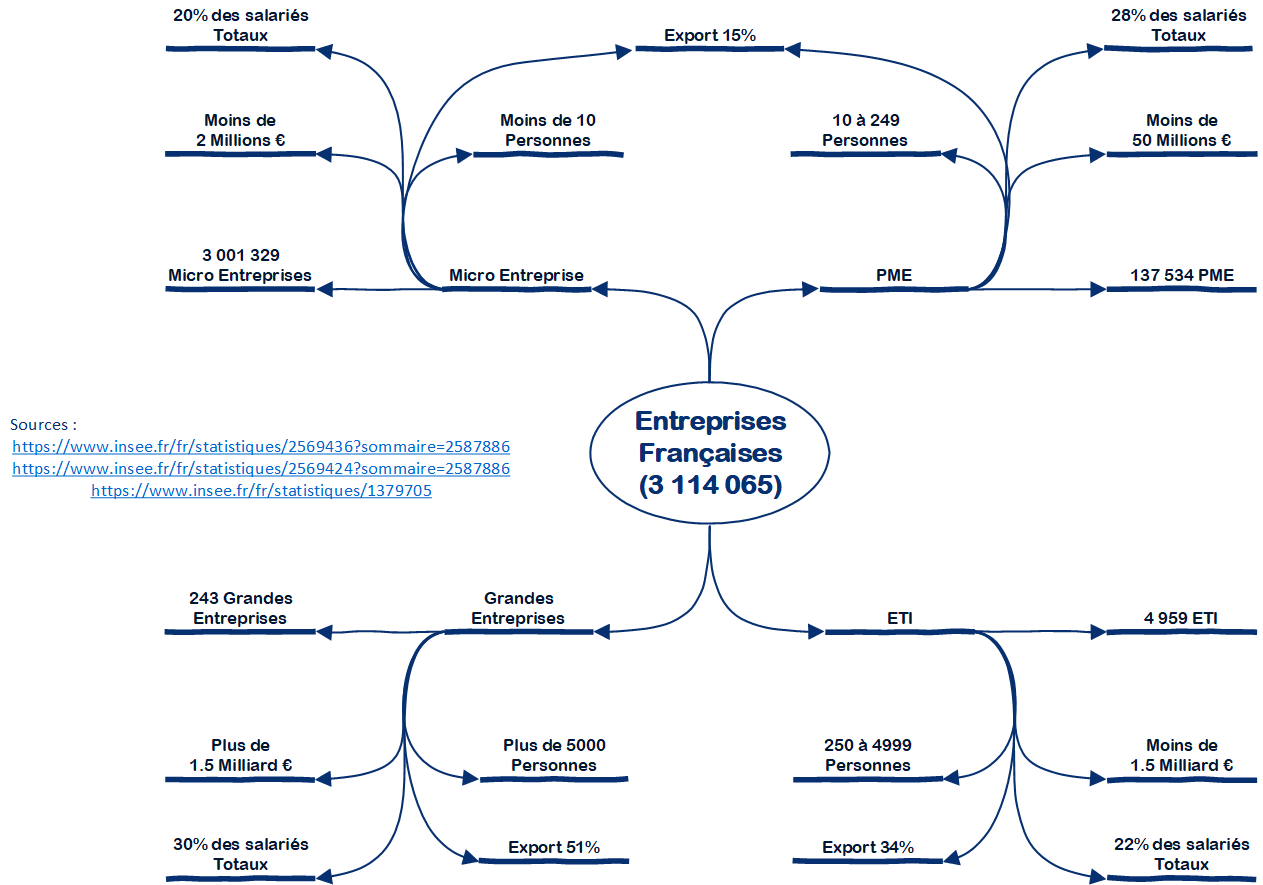 20% des salariés
Totaux
Export 15%
28% des salariés
Totaux
Moins de
2 Millions €
Moins de 10
Personnes
10 à 249
Personnes
Moins de
50 Millions €
3 001 329
Micro Entreprises
Micro Entreprise
PME
137 534 PME
Entreprises
Françaises
(3 114 065)
Sources :
https://www.insee.fr/fr/statistiques/2569436?sommaire=2587886
https://www.insee.fr/fr/statistiques/2569424?sommaire=2587886
https://www.insee.fr/fr/statistiques/1379705
243 Grandes
Entreprises
Grandes
Entreprises
ETI
4 959 ETI
Plus de
1.5 Milliard €
Plus de 5000
Personnes
250 à 4999
Personnes
Moins de
1.5 Milliard €
30% des salariés
Totaux
Export 51%
Export 34%
22% des salariés
Totaux